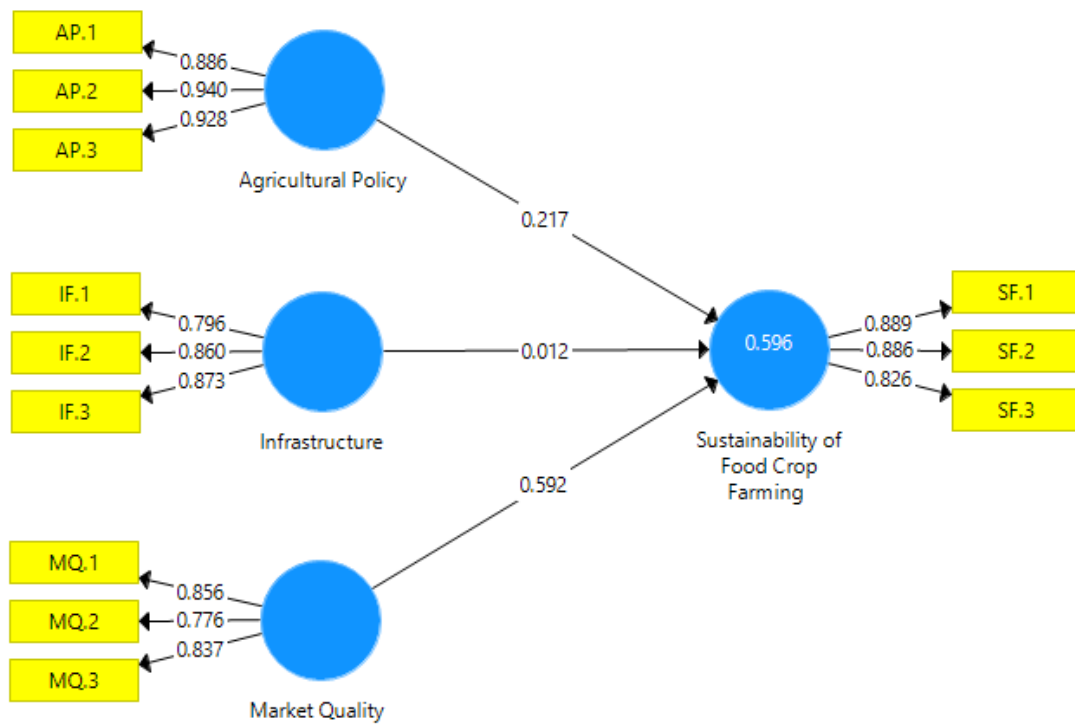 AP.1
0.886
AP.2
0.940
AP.3
0.928
Agricultural Policy
0.217
IF.1
0.796
IF.2
0.860
IF.3
0.873
Infrastructure
0.012
0.596
SF.1
0.889
SF.2
0.886
SF.3
0.826
Sustainability of
Food Crop
Farming
0.592
MQ.1
0.856
MQ.2
0.776
MQ.3
0.837
Market Quality